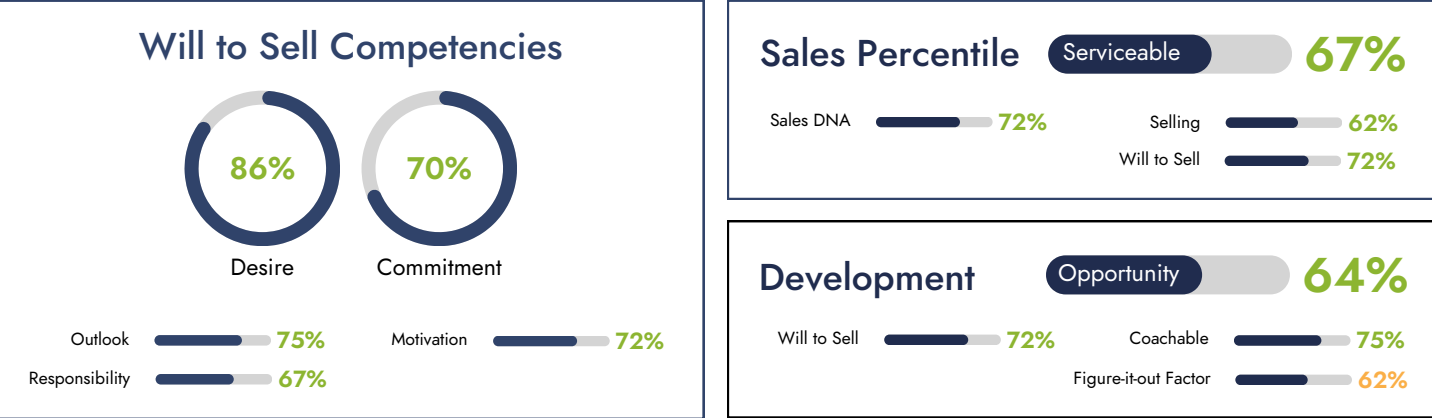 Will to Sell Competencies
86%
70%
Desire
Commitment
Outlook 75%
Motivation 72%
Responsibility 67%
Sales Percentile Serviceable 67%
Sales DNA 72%
Selling 62%
Will to Sell 72%
Development Opportunity 64%
Will to Sell 72%
Coachable 75%
Figure-it-out Factor 62%